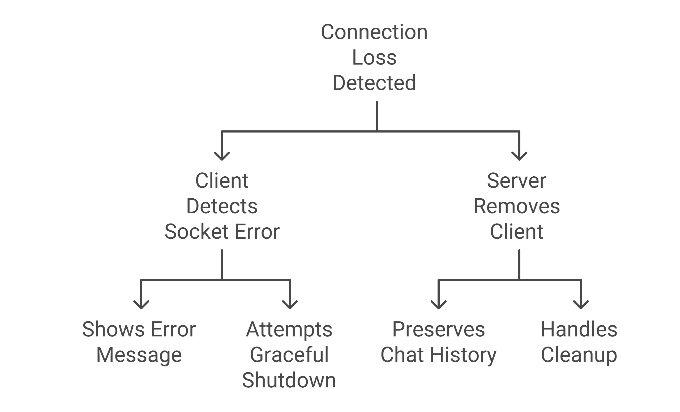 Connection
Loss
Detected
Client
Detects
Socket Error
Server
Removes
Client
Shows Error
Message
Attempts
Graceful
Shutdown
Preserves
Chat History
Handles
Cleanup